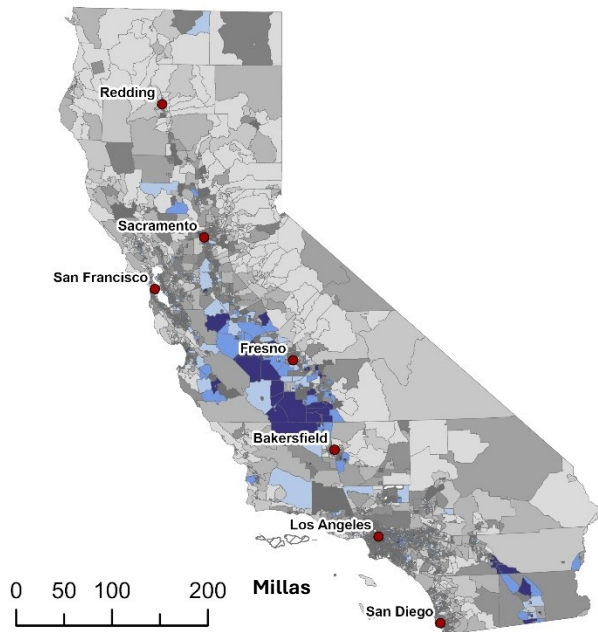 Redding
Sacramento
San Francisco
Fresno
Bakersfield
Los Angeles
0 50 100 200 Millas
San Diego